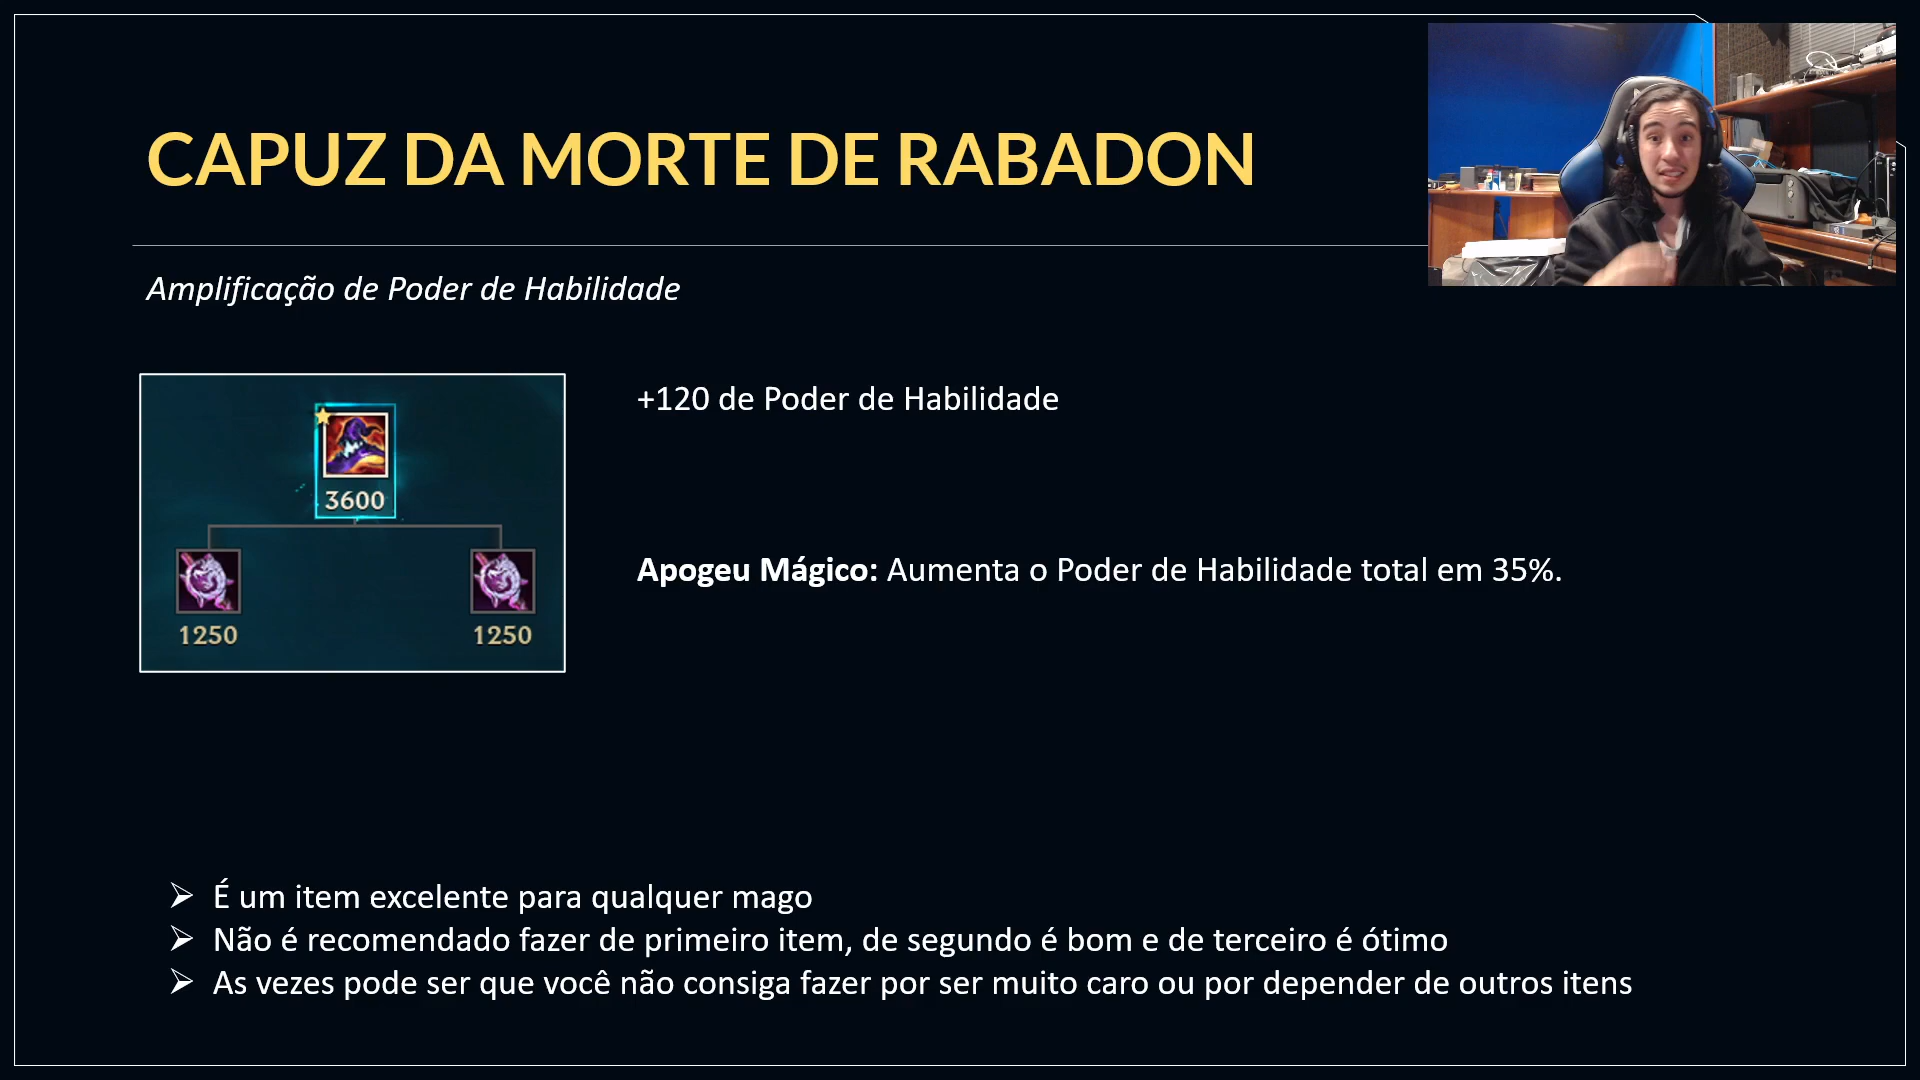 CAPUZ DA MORTE DE RABADON
Amplificação de Poder de Habilidade
+120 de Poder de Habilidade
3600
Apogeu Mágico: Aumenta o Poder de Habilidade total em 35%.
1250 1250
É um item excelente para qualquer mago
Não é recomendado fazer de primeiro item, de segundo é bom e de terceiro é ótimo
As vezes pode ser que você não consiga fazer por ser muito caro ou por depender de outros itens